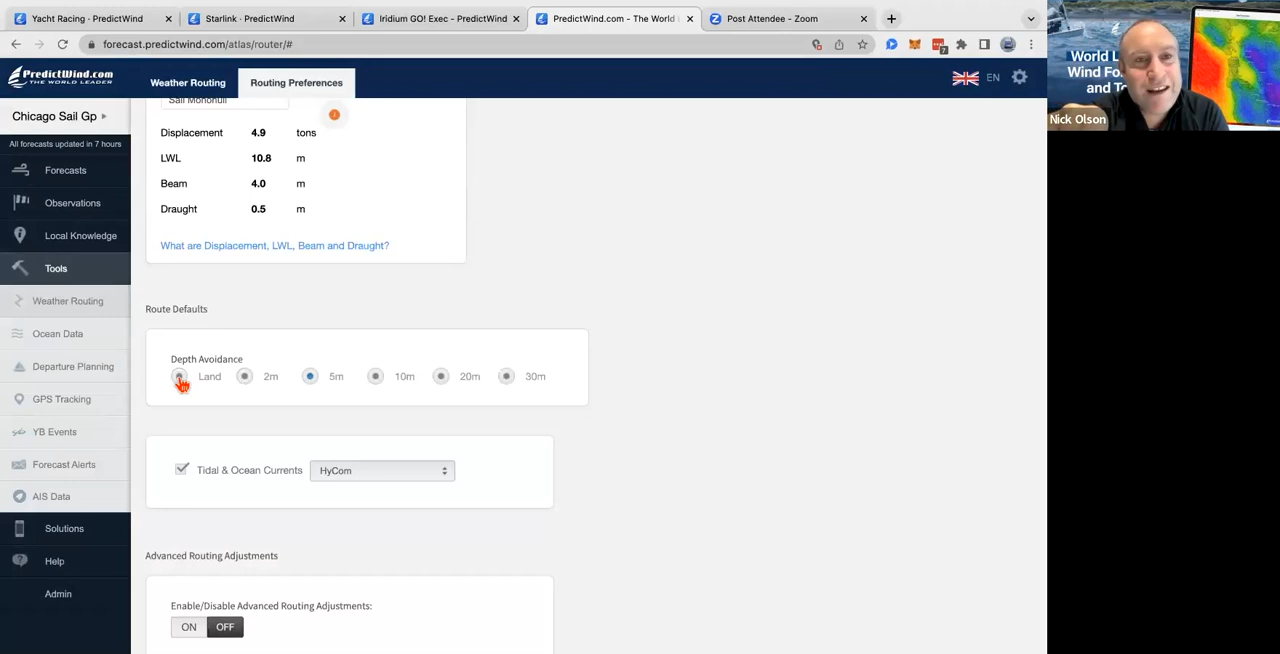 Yacht Racing - PredictWind
Starlink - PredictWind
Iridium GO! Exec - PredictWind
PredictWind.com - The World L
Post Attendee - Zoom
forecast.predictwind.com/atlas/router/#
7
PredictWind.com
THE WORLD LEADER
Weather Routing
Routing Preferences
EN
World L
Wind Fo
and T
Nick Olson
Chicago Sail Gp
All forecasts updated in 7 hours
Forecasts
Observations
Local Knowledge
Tools
Weather Routing
Ocean Data
Departure Planning
GPS Tracking
YB Events
Forecast Alerts
AIS Data
Solutions
Help
Admin
Sail Monohull
Displacement 4.9 tons
LWL 10.8 m
Beam 4.0 m
Draught 0.5 m
What are Displacement, LWL, Beam and Draught?
Route Defaults
Depth Avoidance
Land 2m 5m 10m 20m 30m
Tidal & Ocean Currents HyCom
Advanced Routing Adjustments
Enable/Disable Advanced Routing Adjustments:
ON OFF